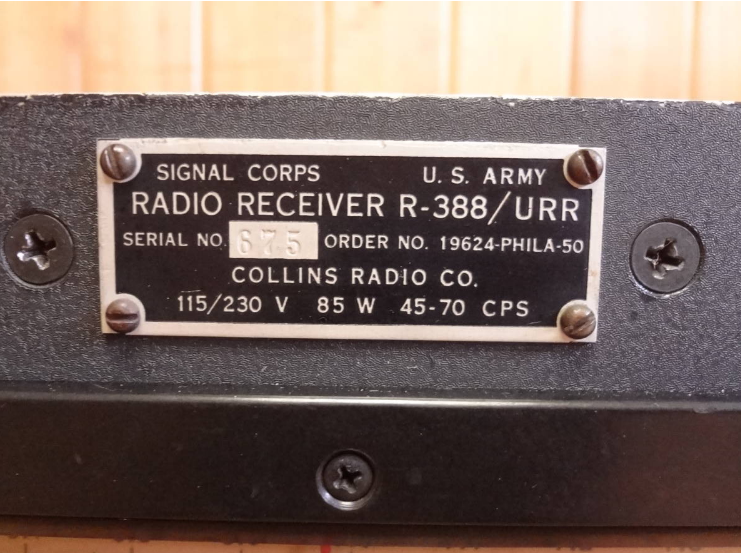 SIGNAL CORPS U. S. ARMY
RADIO RECEIVER R-388/URR
SERIAL NO. 675 ORDER NO. 19624-PHILA-50
COLLINS RADIO CO.
115/230 V 85 W 45-70 CPS